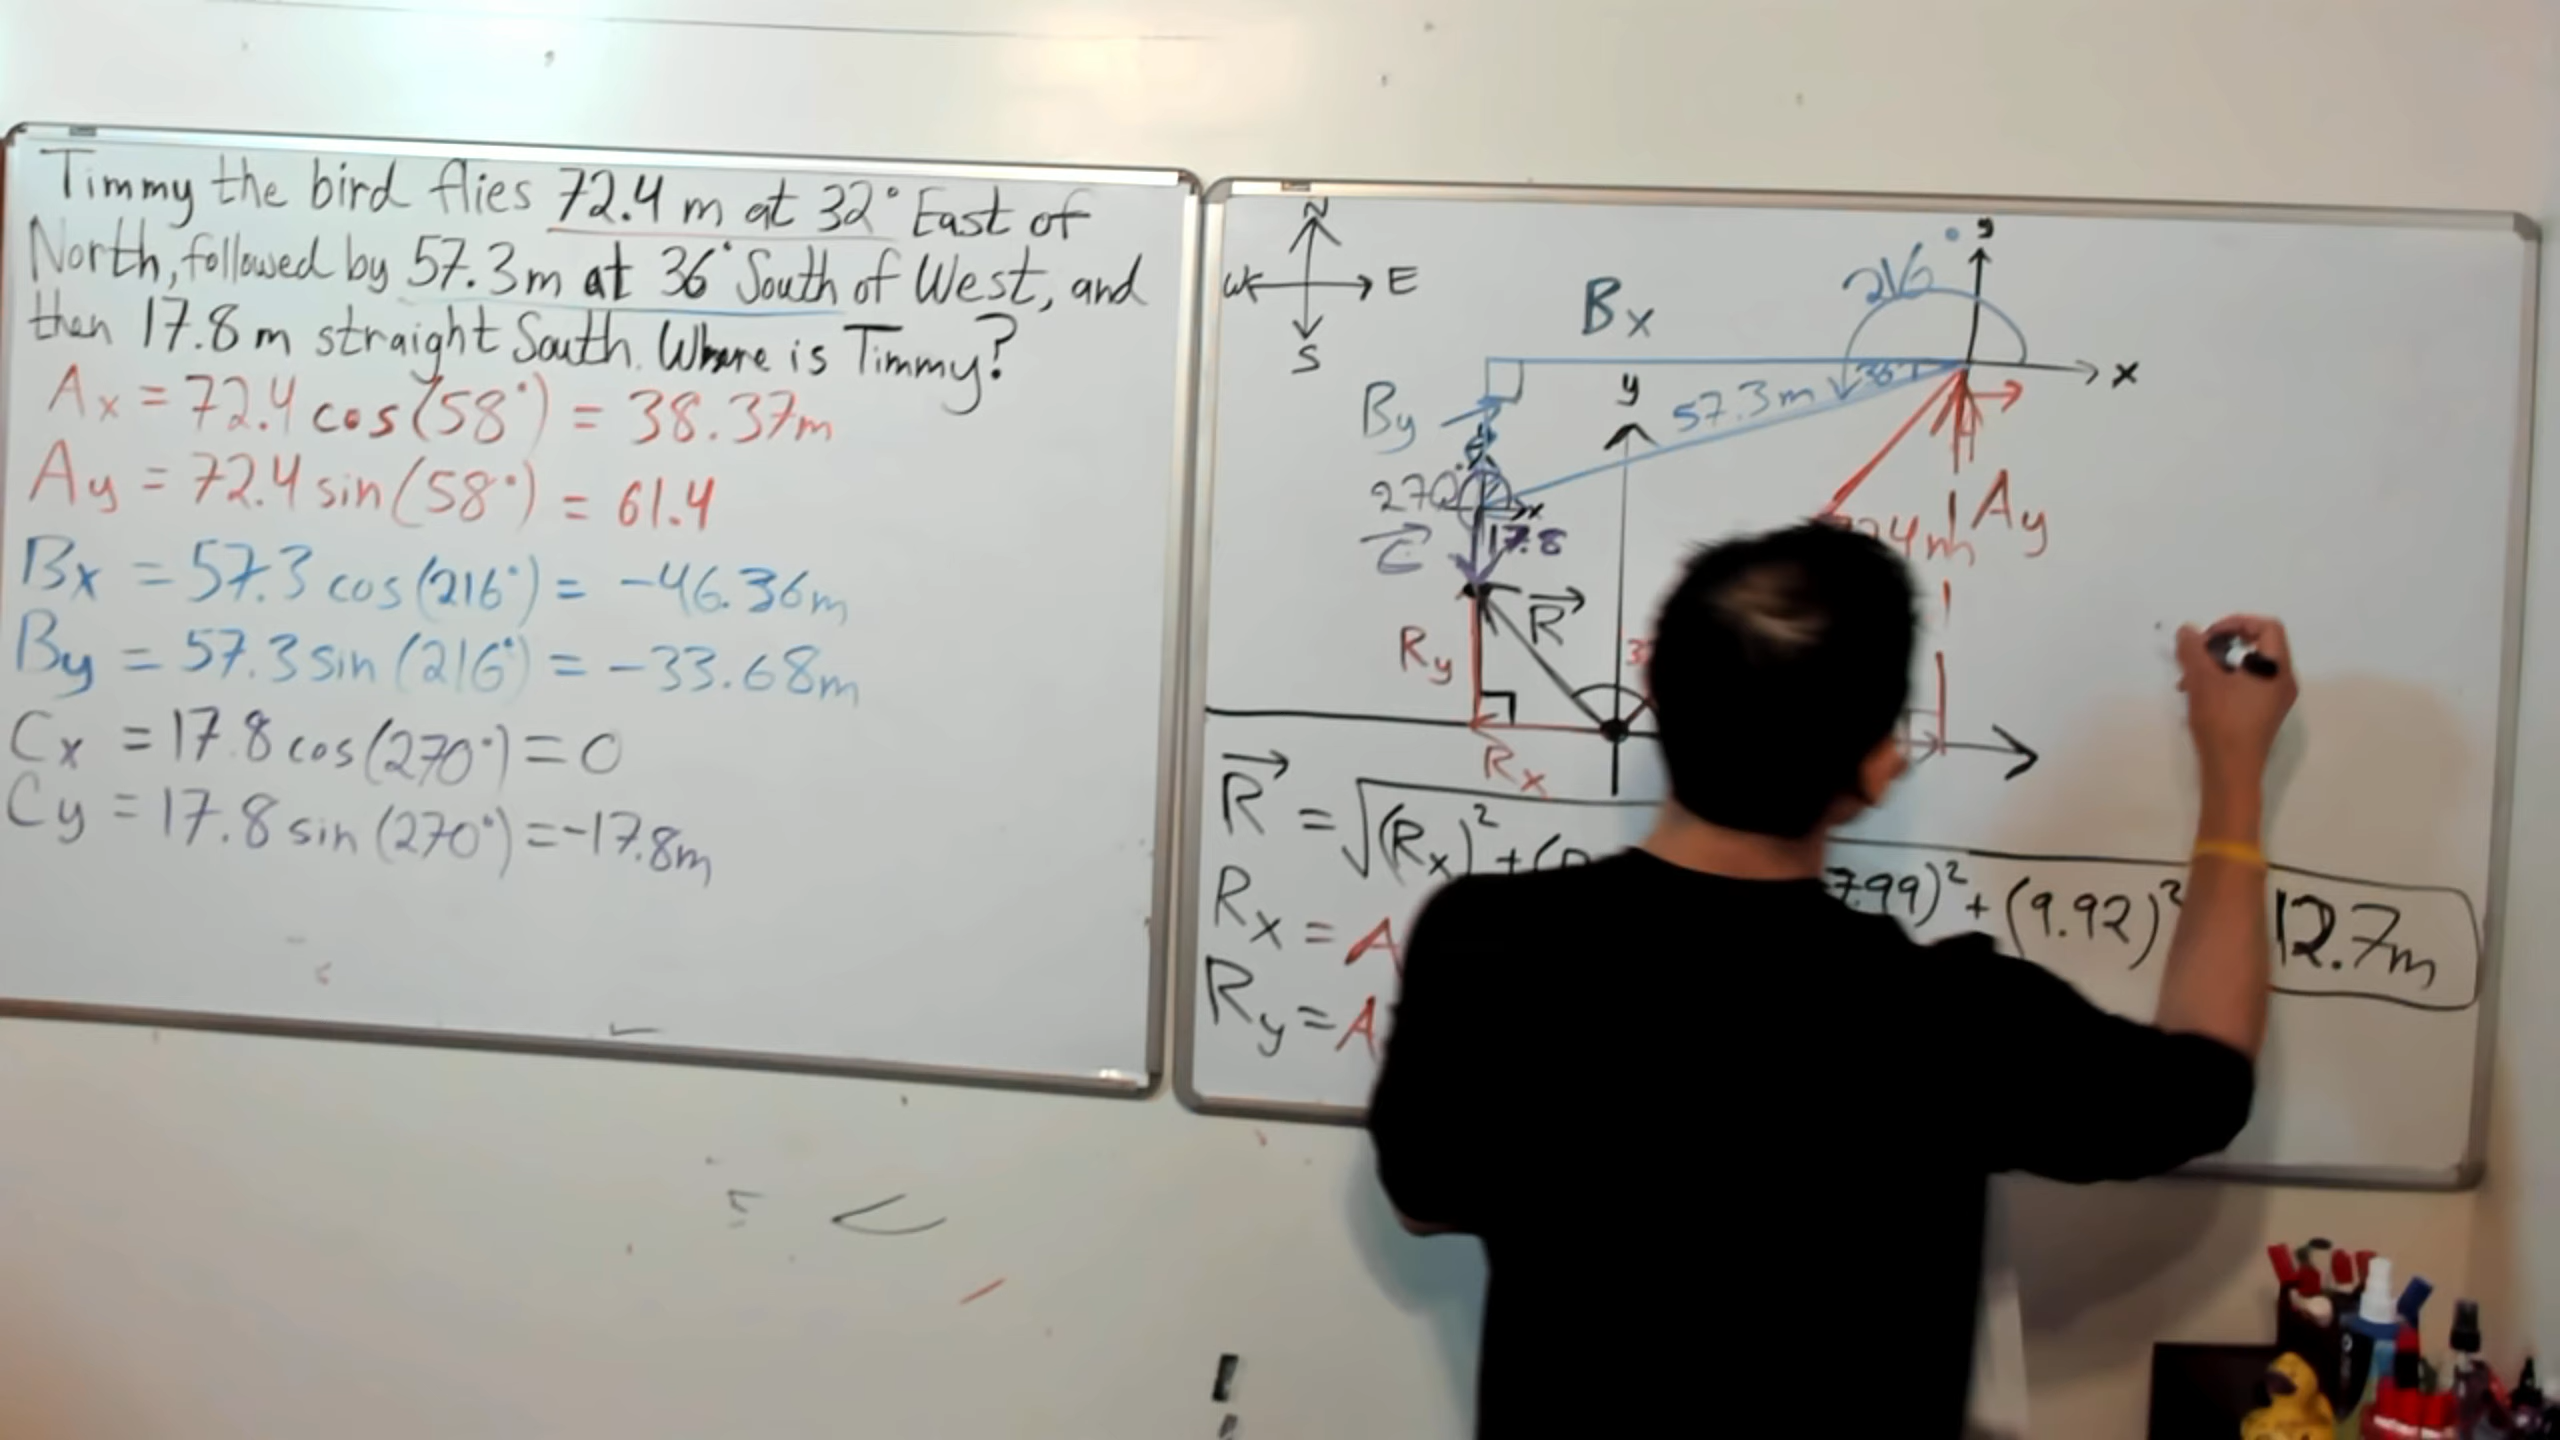 Timmy the bird flies 72.4 m at 32° East of
North, followed by 57.3m at 36° South of West, and
then 17.8m straight South. Where is Timmy?
Ax = 72.4 cos(58°) = 38.37m
Ay = 72.4 sin(58°) = 61.4
Bx = 57.3 cos(216°) = -46.36m
By = 57.3 sin(216°) = -33.68m
Cx = 17.8 cos(270°) = 0
Cy = 17.8 sin(270°) = -17.8m
N
W E
S
Bx
216°
y
x
36°
By
57.3m
y
270°
x
17.8
C
Ay
R
Ry
Rx
R = √(Rx)² + (
7.99)² + (9.92)²
12.7m
Rx = A
Ry = A